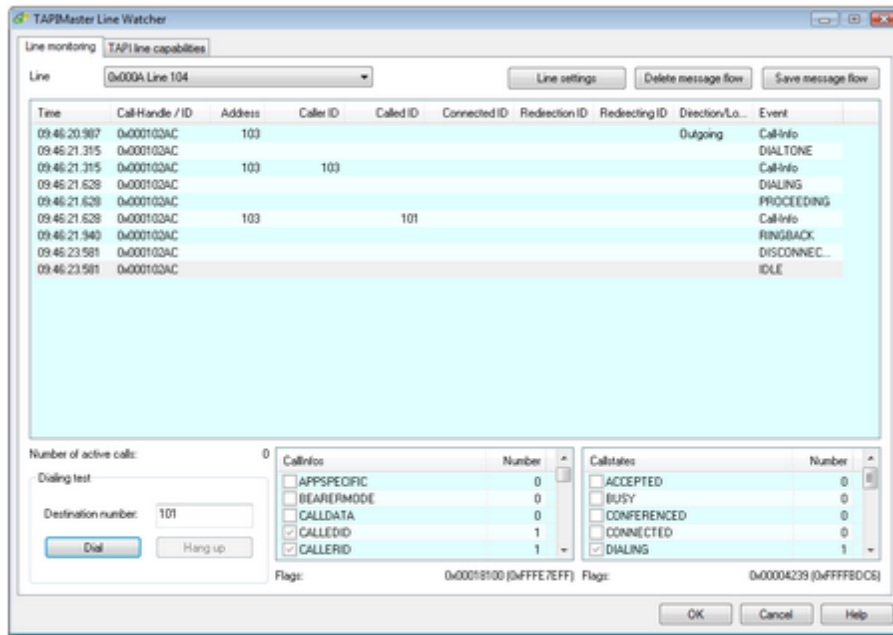 TAPIMaster Line Watcher
Line monitoring TAPI line capabilities
Line 0x000A Line 104 Line settings Delete message flow Save message flow
Time Call-Handle / ID Address Caller ID Called ID Connected ID Redirection ID Redirecting ID Direction/Lo... Event
09:46:20.987 0x000102AC 103 Outgoing Call-Info
09:46:21.315 0x000102AC DIALTONE
09:46:21.315 0x000102AC 103 103 Call-Info
09:46:21.628 0x000102AC DIALING
09:46:21.628 0x000102AC PROCEEDING
09:46:21.628 0x000102AC 103 101 Call-Info
09:46:21.940 0x000102AC RINGBACK
09:46:23.581 0x000102AC DISCONNEC...
09:46:23.581 0x000102AC IDLE
Number of active calls: 0
Dialing test
Destination number: 101
Dial Hang up
CallInfos Number
APPSPECIFIC 0
BEARERMODE 0
CALLDATA 0
CALLEDID 1
CALLERID 1
Flags: 0x00018100 (0xFFFE7EFF)
Callstates Number
ACCEPTED 0
BUSY 0
CONFERENCED 0
CONNECTED 0
DIALING 1
Flags: 0x00004239 (0xFFFFBDC6)
OK Cancel Help